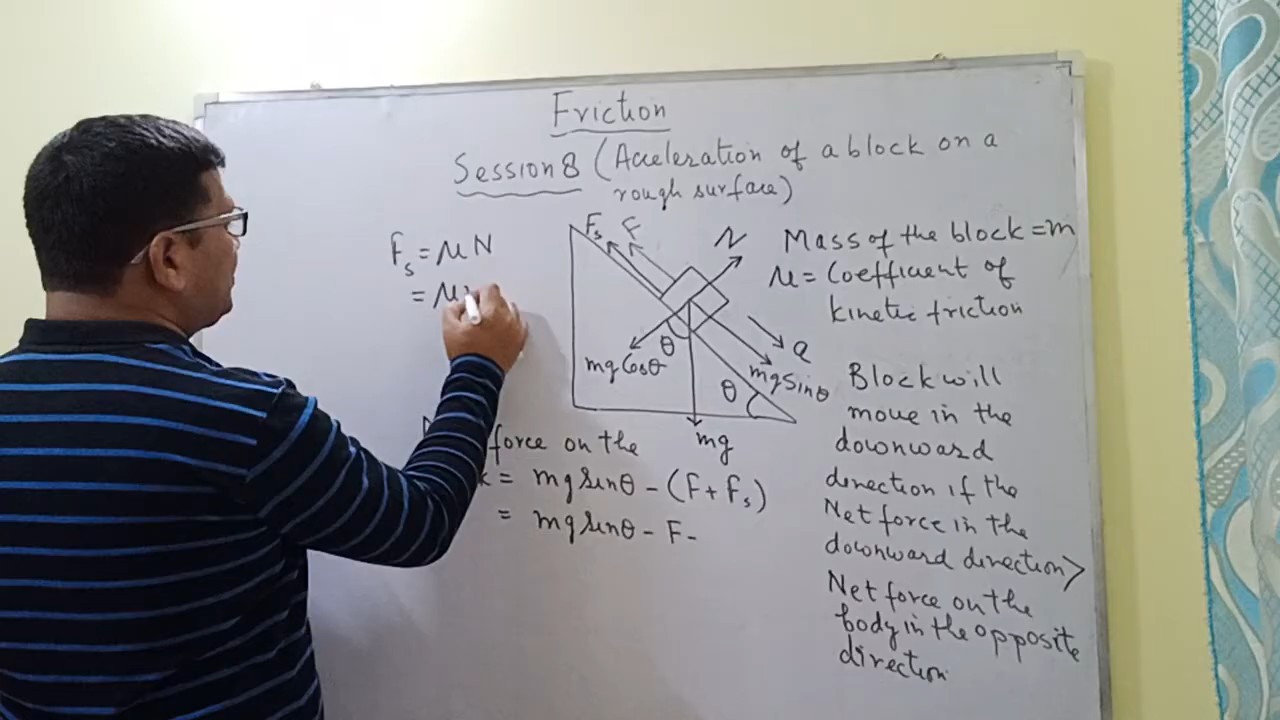 Friction
Session 8 (Acceleration of a block on a
rough surface)
Fs = μ N
= μ
Fs
F
N
θ
mg Cosθ
mg Sinθ
a
θ
mg
Mass of the block = m
μ = Coefficient of
kinetic friction
Block will
move in the
downward
direction if the
Net force in the
downward direction >
Net force on the
body in the opposite
direction
force on the
k = mg sinθ - (F + Fs)
= mg sinθ - F -